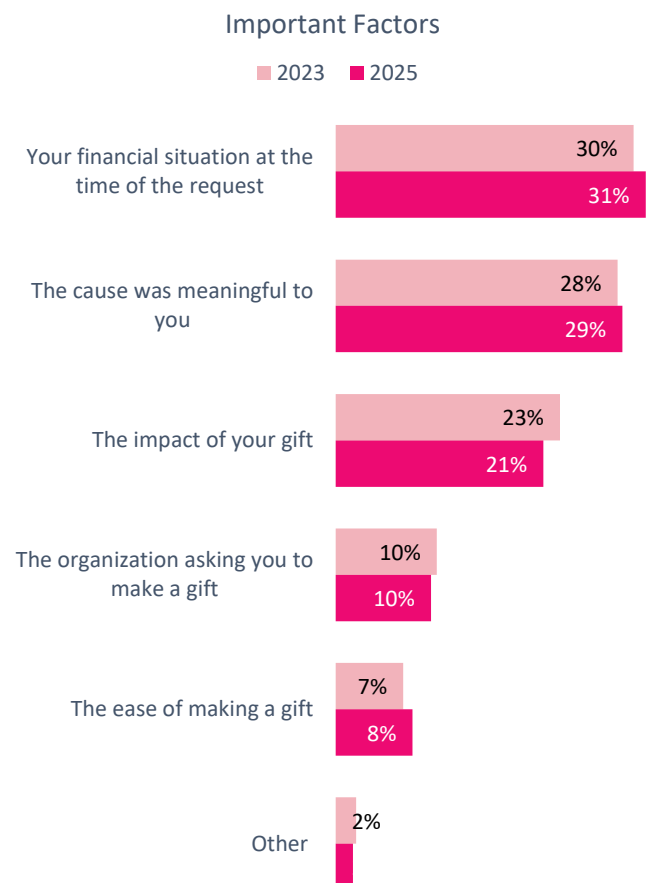 Important Factors
2023 2025
Your financial situation at the
time of the request
30%
31%
The cause was meaningful to
you
28%
29%
The impact of your gift
23%
21%
The organization asking you to
make a gift
10%
10%
The ease of making a gift
7%
8%
Other
2%